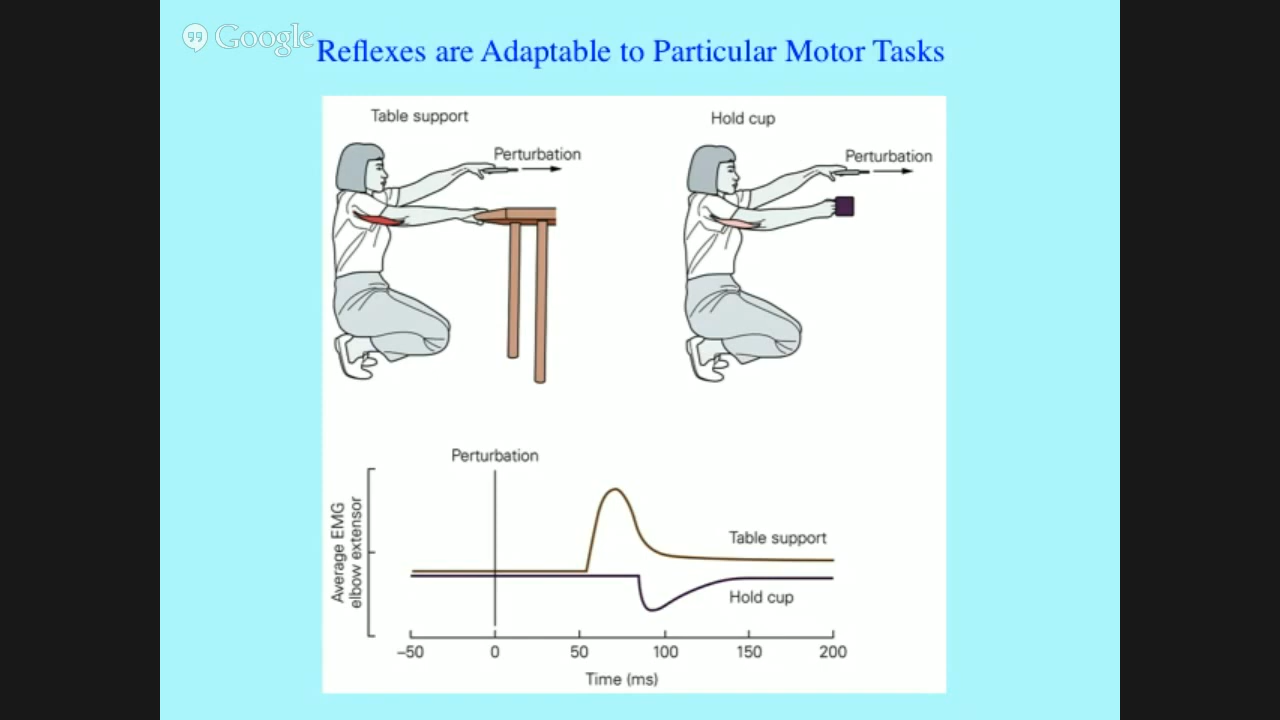 Google
Reflexes are Adaptable to Particular Motor Tasks
Table support
Hold cup
Perturbation
Perturbation
Perturbation
Average EMG
elbow extensor
Table support
Hold cup
–50 0 50 100 150 200
Time (ms)